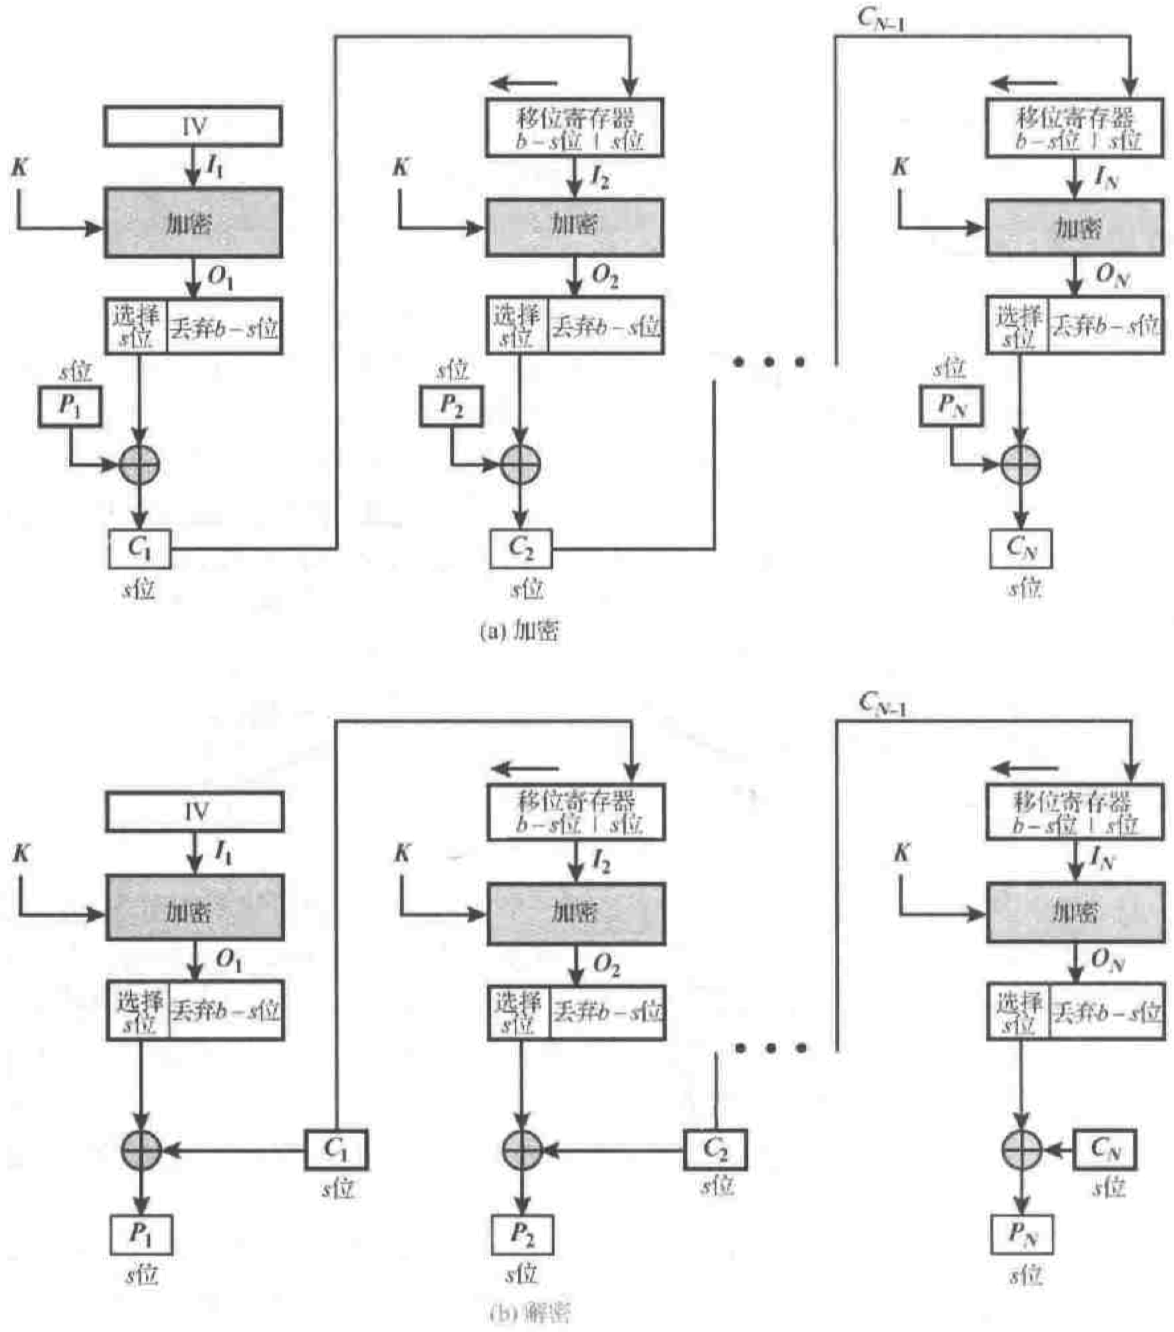 C_{N-1}
IV
移位寄存器
b-s位 | s位
移位寄存器
b-s位 | s位
K
I_1
K
I_2
K
I_N
加密
加密
加密
O_1
O_2
O_N
选择
s位
丢弃b-s位
选择
s位
丢弃b-s位
选择
s位
丢弃b-s位
s位
P_1
s位
P_2
s位
P_N
C_1
C_2
C_N
s位
s位
s位
(a) 加密
C_{N-1}
IV
移位寄存器
b-s位 | s位
移位寄存器
b-s位 | s位
K
I_1
K
I_2
K
I_N
加密
加密
加密
O_1
O_2
O_N
选择
s位
丢弃b-s位
选择
s位
丢弃b-s位
选择
s位
丢弃b-s位
C_1
s位
C_2
s位
C_N
s位
P_1
P_2
P_N
s位
s位
s位
(b) 解密